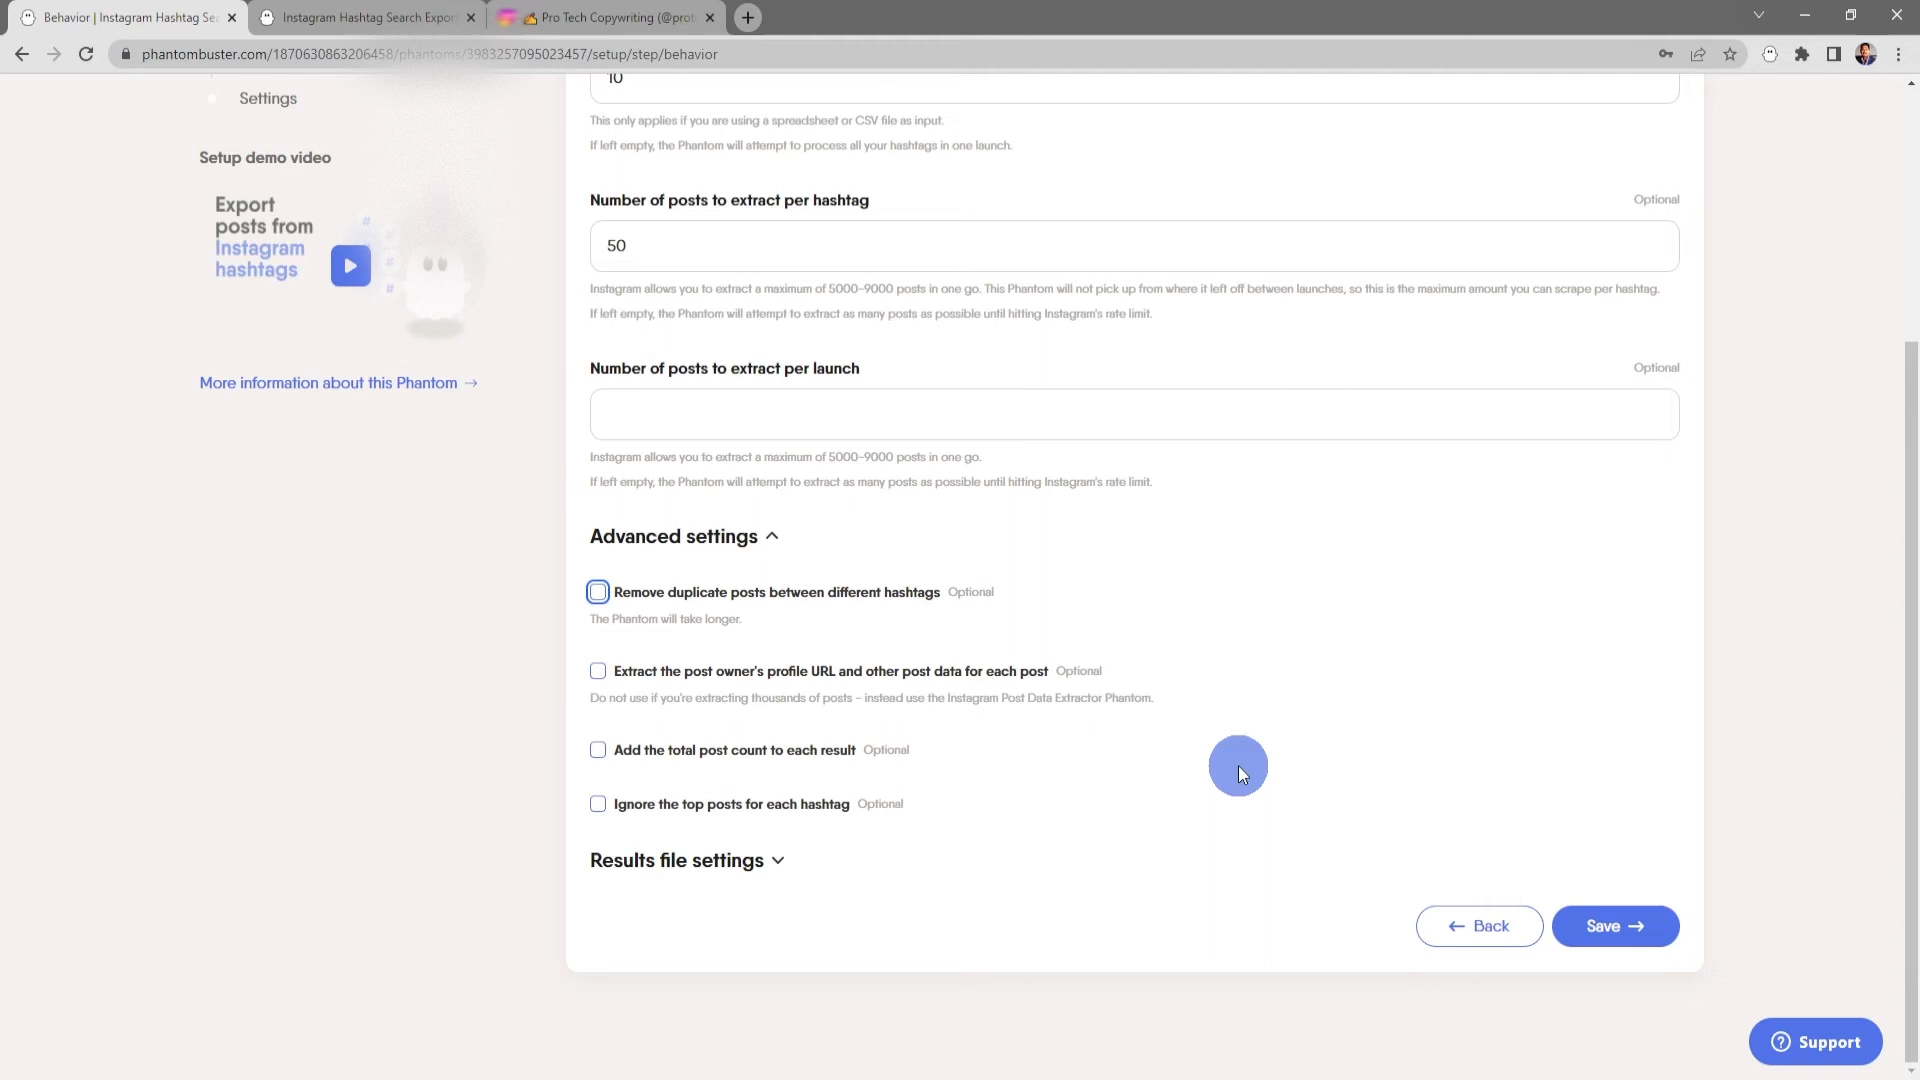 Behavior | Instagram Hashtag Se
Instagram Hashtag Search Expor
Pro Tech Copywriting (@prot
phantombuster.com/1870630863206458/phantoms/3983257095023457/setup/step/behavior
Settings
Setup demo video
Export
posts from
Instagram
hashtags
# # # #
More information about this Phantom →
10
This only applies if you are using a spreadsheet or CSV file as input.
If left empty, the Phantom will attempt to process all your hashtags in one launch.
Number of posts to extract per hashtag Optional
50
Instagram allows you to extract a maximum of 5000-9000 posts in one go. This Phantom will not pick up from where it left off between launches, so this is the maximum amount you can scrape per hashtag.
If left empty, the Phantom will attempt to extract as many posts as possible until hitting Instagram's rate limit.
Number of posts to extract per launch Optional
Instagram allows you to extract a maximum of 5000-9000 posts in one go.
If left empty, the Phantom will attempt to extract as many posts as possible until hitting Instagram's rate limit.
Advanced settings
Remove duplicate posts between different hashtags Optional
The Phantom will take longer.
Extract the post owner's profile URL and other post data for each post Optional
Do not use if you're extracting thousands of posts - instead use the Instagram Post Data Extractor Phantom.
Add the total post count to each result Optional
Ignore the top posts for each hashtag Optional
Results file settings
← Back
Save →
Support